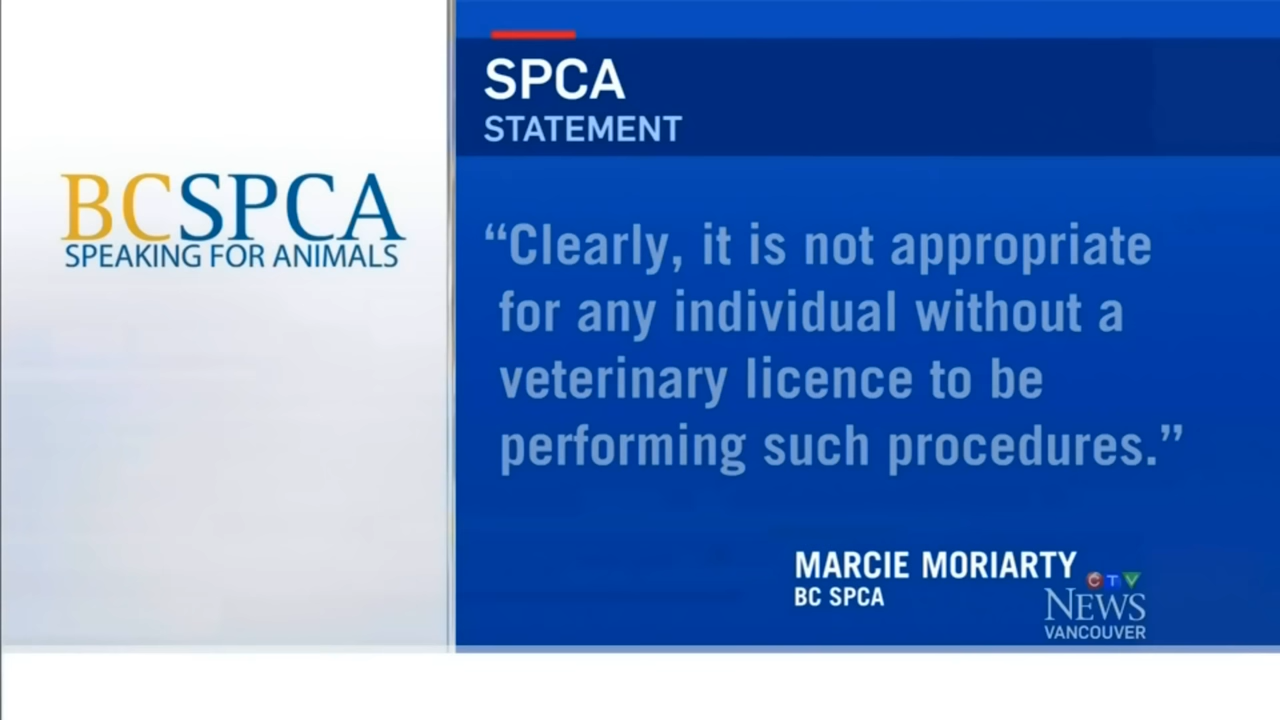 BCSPCA
SPEAKING FOR ANIMALS
SPCA
STATEMENT
“Clearly, it is not appropriate
for any individual without a
veterinary licence to be
performing such procedures.”
MARCIE MORIARTY
BC SPCA
CTV
NEWS
VANCOUVER